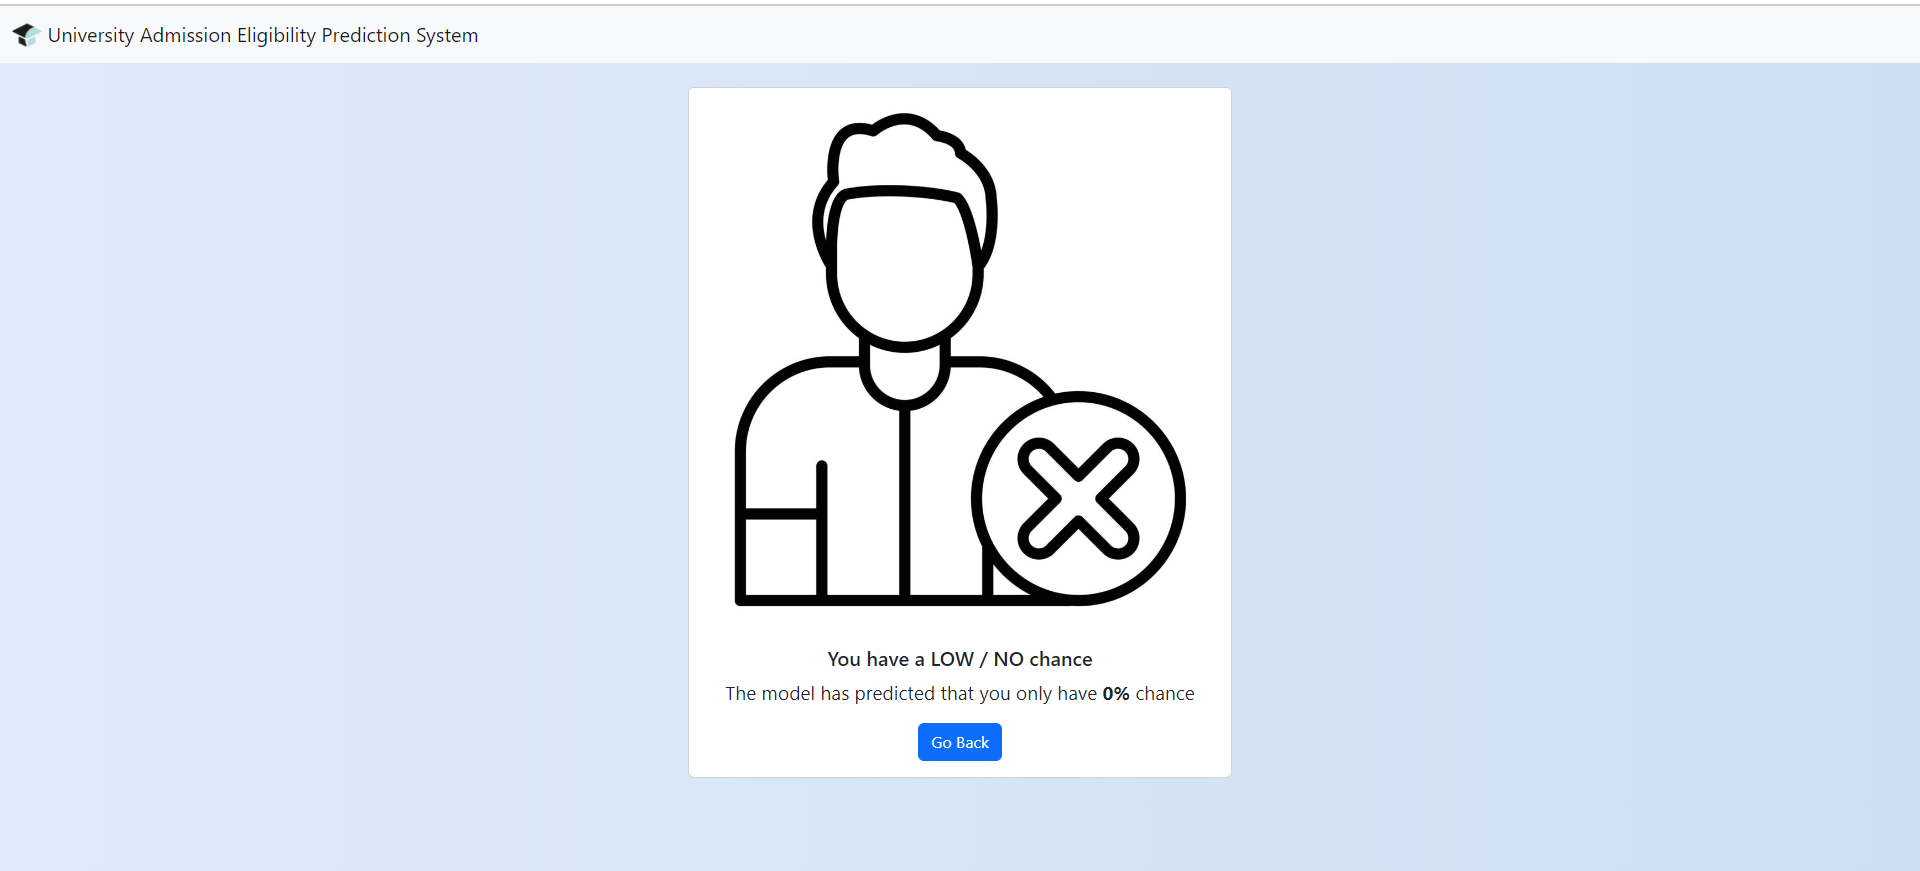 University Admission Eligibility Prediction System
You have a LOW / NO chance
The model has predicted that you only have 0% chance
Go Back